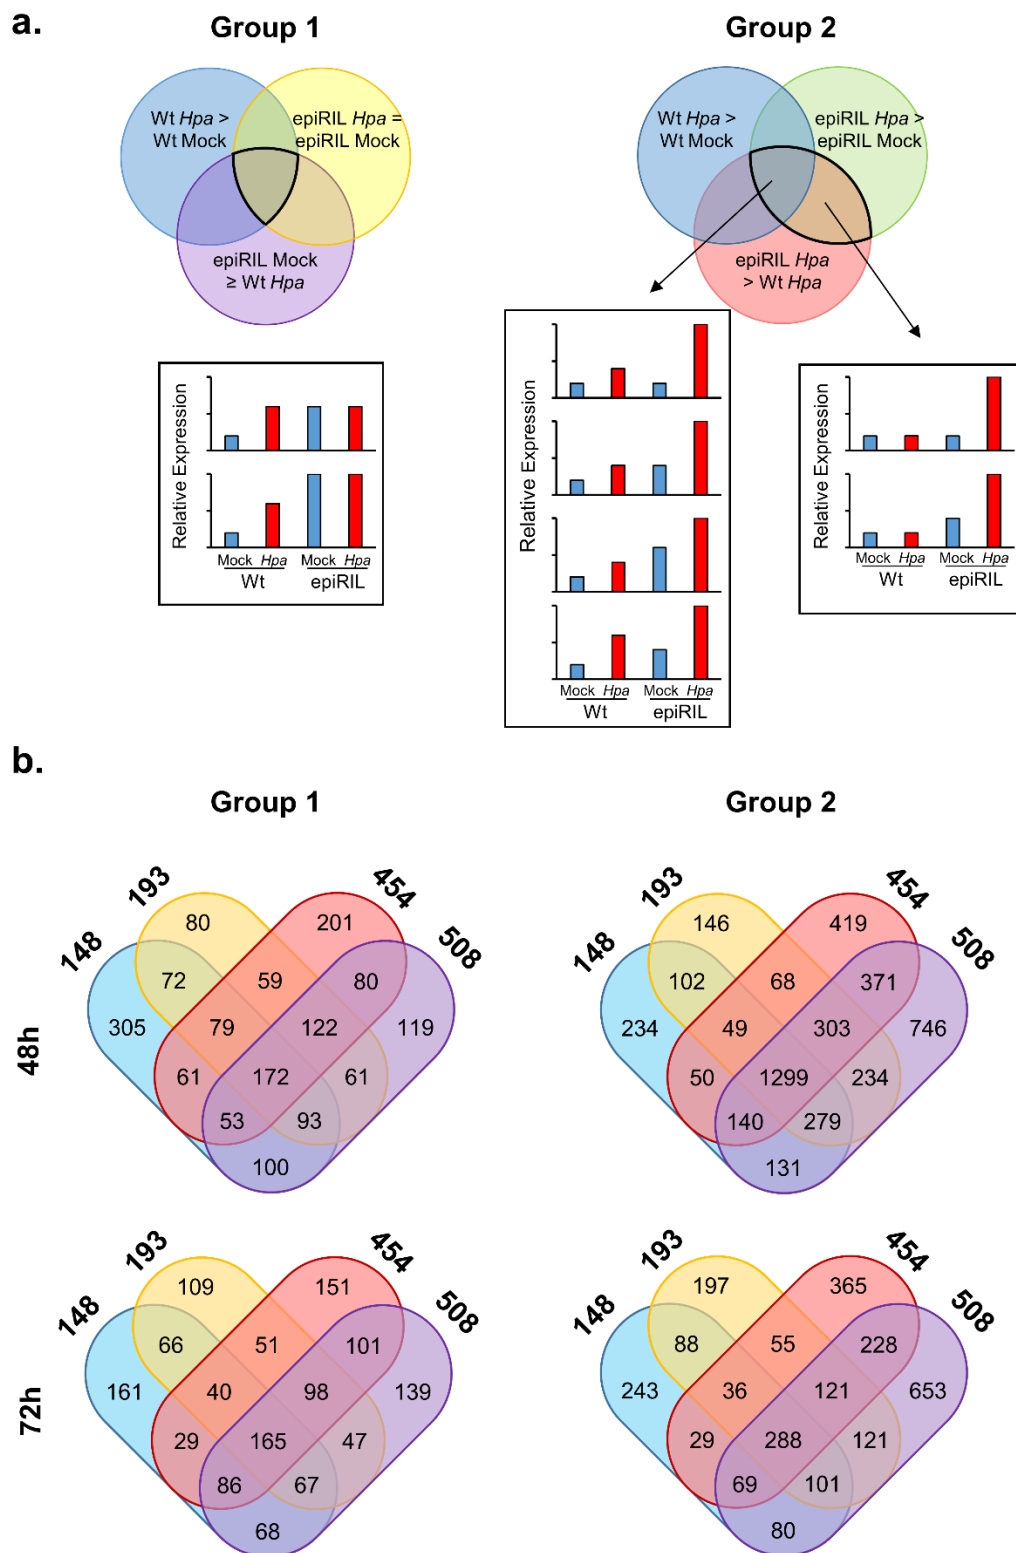 a.
Group 1
Group 2
Wt Hpa >
Wt Mock
epiRIL Hpa =
epiRIL Mock
epiRIL Mock
≥ Wt Hpa
Wt Hpa >
Wt Mock
epiRIL Hpa >
epiRIL Mock
epiRIL Hpa
> Wt Hpa
Relative Expression
Mock Hpa Mock Hpa
Wt epiRIL
Relative Expression
Mock Hpa Mock Hpa
Wt epiRIL
Relative Expression
Mock Hpa Mock Hpa
Wt epiRIL
b.
Group 1
Group 2
48h
148
193
454
508
80 201
72 59 80
305 79 122 119
61 172 61
53 93
100
148
193
454
508
146 419
102 68 371
234 49 303 746
50 1299 234
140 279
131
72h
148
193
454
508
109 151
66 51 101
161 40 98 139
29 165 47
86 67
68
148
193
454
508
197 365
88 55 228
243 36 121 653
29 288 121
69 101
80